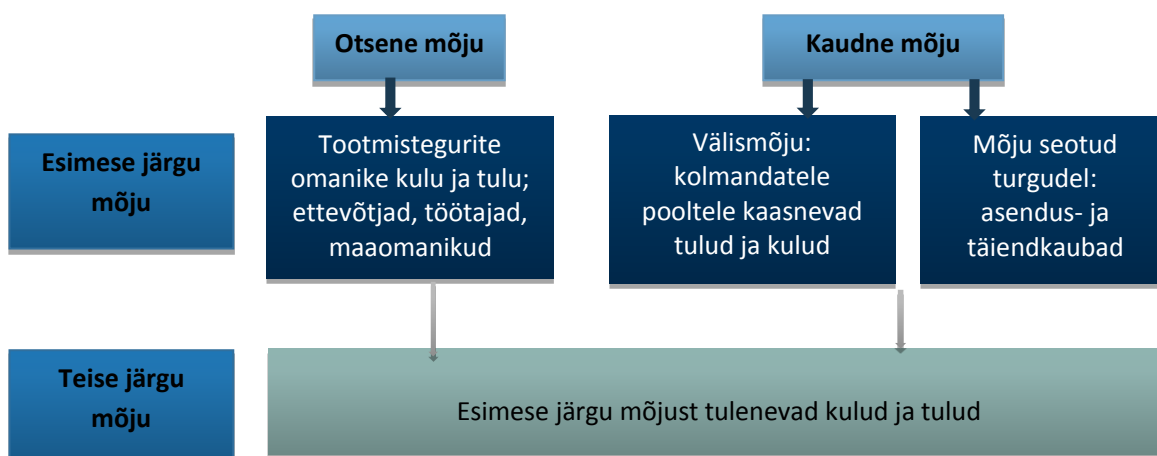 Otsene mõju
Kaudne mõju
Esimese järgu
mõju
Tootmistegurite
omanike kulu ja tulu;
ettevõtjad, töötajad,
maaomanikud
Välismõju:
kolmandatele
pooltele kaasnevad
tulud ja kulud
Mõju seotud
turgudel:
asendus- ja
täiendkaubad
Teise järgu
mõju
Esimese järgu mõjust tulenevad kulud ja tulud